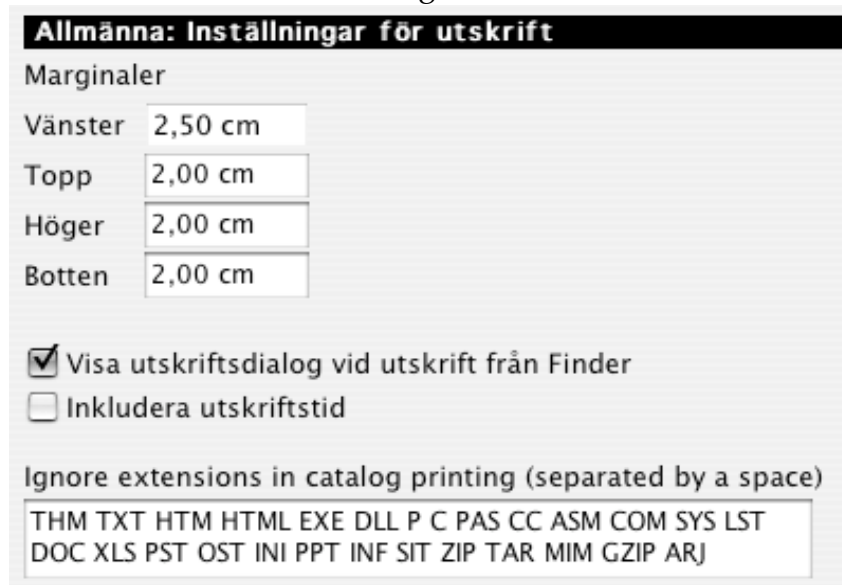 Allmänna: Inställningar för utskrift
Marginaler
Vänster 2,50 cm
Topp 2,00 cm
Höger 2,00 cm
Botten 2,00 cm
Visa utskriftsdialog vid utskrift från Finder
Inkludera utskriftstid
Ignore extensions in catalog printing (separated by a space)
THM TXT HTM HTML EXE DLL P C PAS CC ASM COM SYS LST
DOC XLS PST OST INI PPT INF SIT ZIP TAR MIM GZIP ARJ